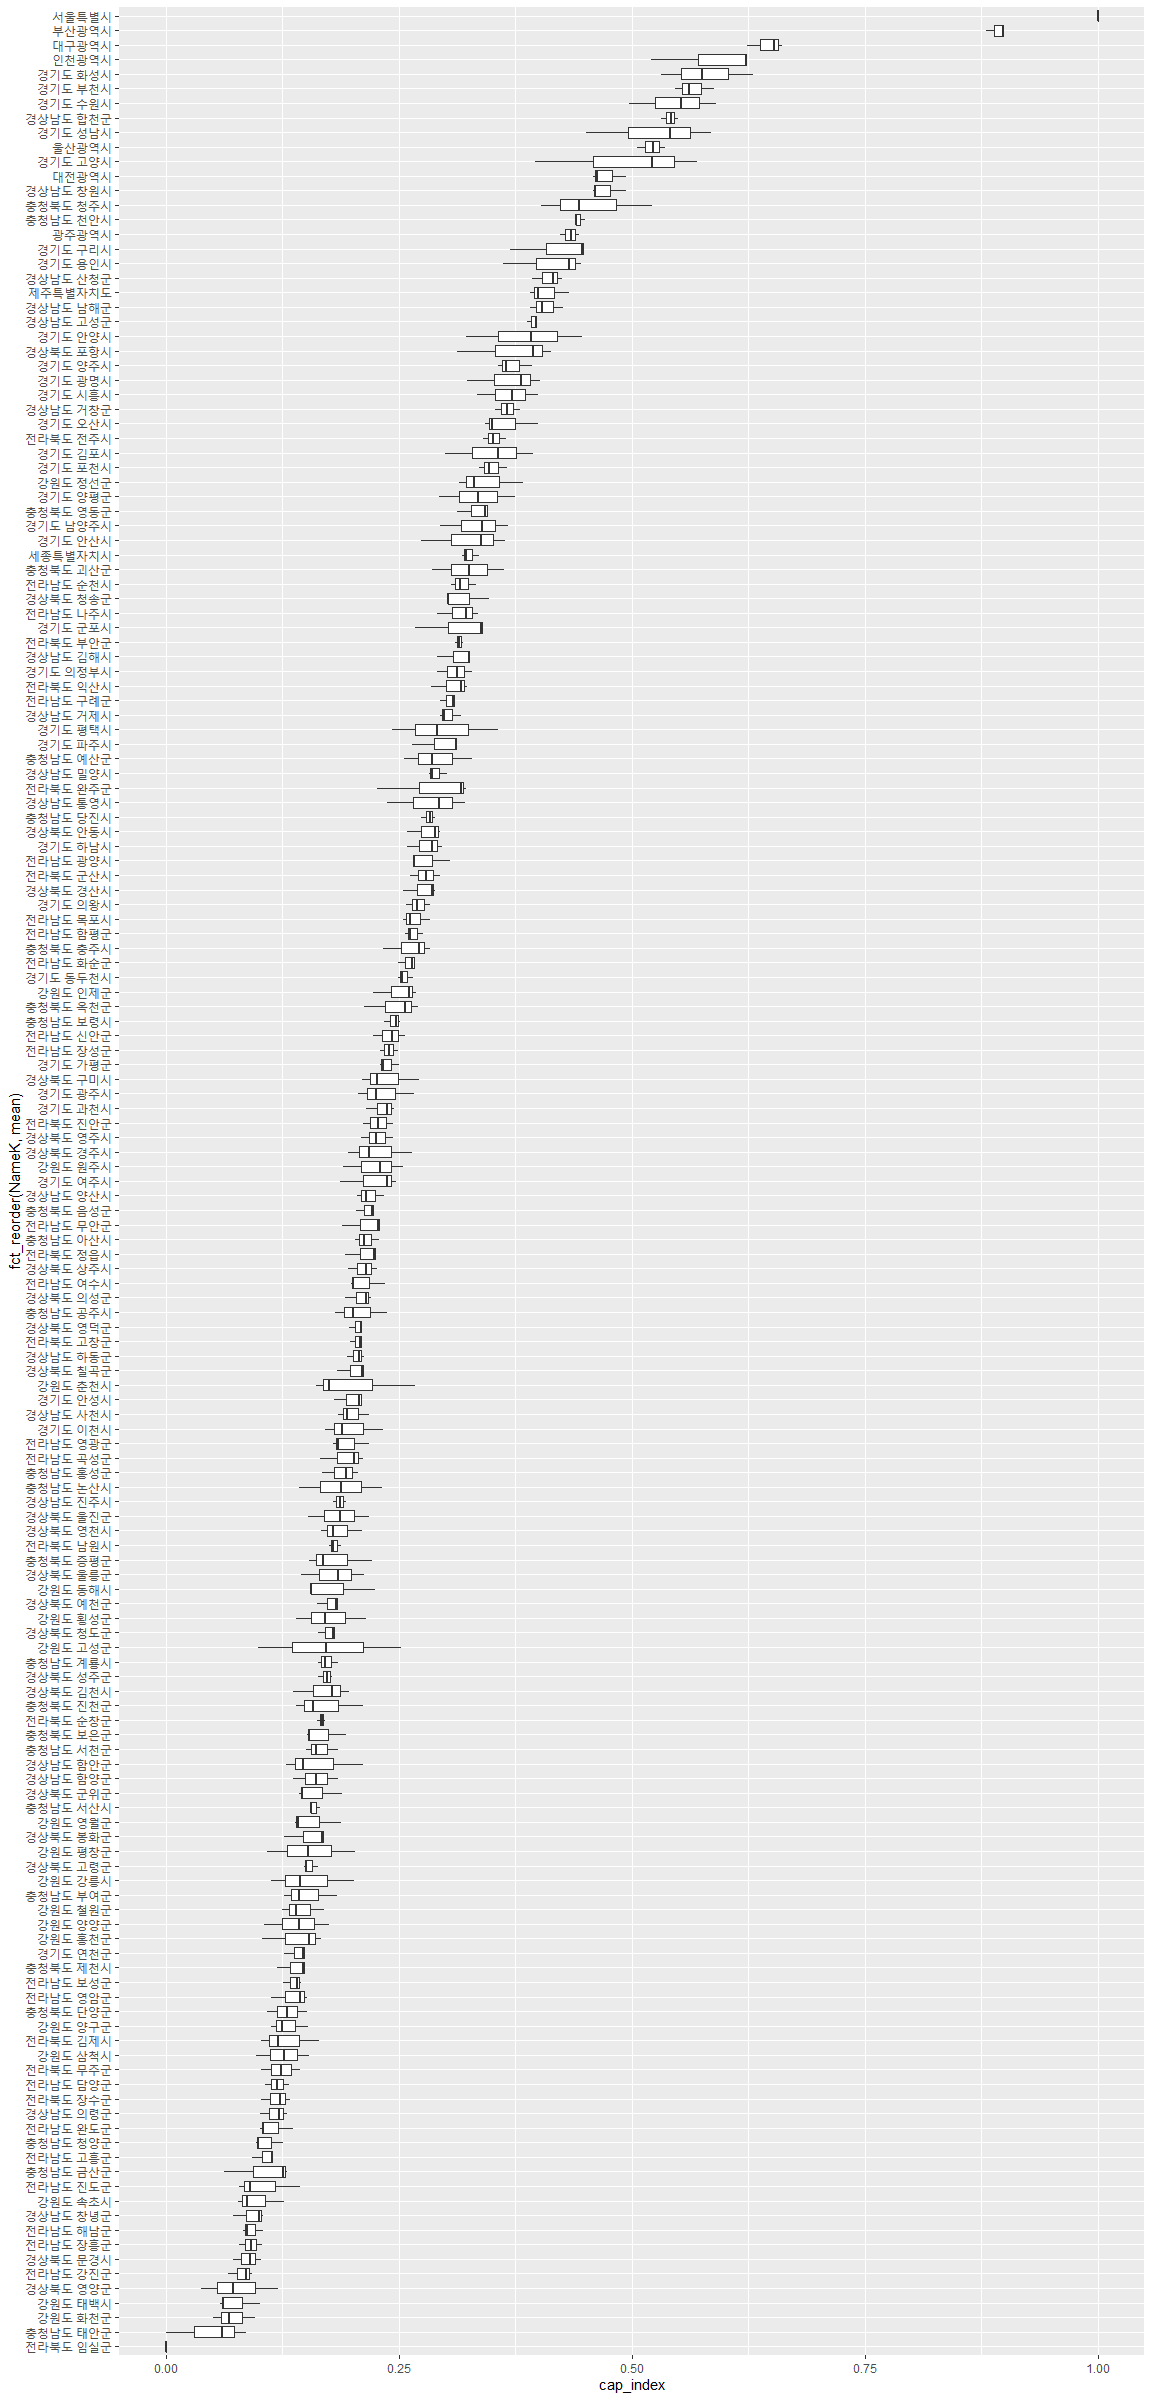 서울특별시
부산광역시
대구광역시
인천광역시
경기도 화성시
경기도 부천시
경기도 수원시
경상남도 합천군
경기도 성남시
울산광역시
경기도 고양시
대전광역시
경상남도 창원시
충청북도 청주시
충청남도 천안시
광주광역시
경기도 구리시
경기도 용인시
경상남도 산청군
제주특별자치도
경상남도 남해군
경상남도 고성군
경기도 안양시
경상북도 포항시
경기도 양주시
경기도 광명시
경기도 시흥시
경상남도 거창군
경기도 오산시
전라북도 전주시
경기도 김포시
경기도 포천시
강원도 정선군
경기도 양평군
충청북도 영동군
경기도 남양주시
경기도 안산시
세종특별자치시
충청북도 괴산군
전라남도 순천시
경상북도 청송군
전라남도 나주시
경기도 군포시
전라북도 부안군
경상남도 김해시
경기도 의정부시
전라북도 익산시
전라남도 구례군
경상남도 거제시
경기도 평택시
경기도 파주시
충청남도 예산군
경상남도 밀양시
전라북도 완주군
경상남도 통영시
충청남도 당진시
경상북도 안동시
경기도 하남시
전라남도 광양시
전라북도 군산시
경상북도 경산시
경기도 의왕시
전라남도 목포시
전라남도 함평군
충청북도 충주시
전라남도 화순군
경기도 동두천시
강원도 인제군
충청북도 옥천군
충청남도 보령시
전라남도 신안군
전라남도 장성군
경기도 가평군
경상북도 구미시
경기도 광주시
경기도 과천시
전라북도 진안군
경상북도 영주시
경상북도 경주시
강원도 원주시
경기도 여주시
경상남도 양산시
충청북도 음성군
전라남도 무안군
충청남도 아산시
전라북도 정읍시
경상북도 상주시
전라남도 여수시
경상북도 의성군
충청남도 공주시
경상북도 영덕군
전라북도 고창군
경상남도 하동군
경상북도 칠곡군
강원도 춘천시
경기도 안성시
경상남도 사천시
경기도 이천시
전라남도 영광군
전라남도 곡성군
충청남도 홍성군
충청남도 논산시
경상남도 진주시
경상북도 울진군
경상북도 영천시
전라북도 남원시
충청북도 증평군
경상북도 울릉군
강원도 동해시
경상북도 예천군
강원도 횡성군
경상북도 청도군
강원도 고성군
충청남도 계룡시
경상북도 성주군
경상북도 김천시
충청북도 진천군
전라북도 순창군
충청북도 보은군
충청남도 서천군
경상남도 함안군
경상남도 함양군
경상북도 군위군
충청남도 서산시
강원도 영월군
경상북도 봉화군
강원도 평창군
경상북도 고령군
강원도 강릉시
충청남도 부여군
강원도 철원군
강원도 양양군
강원도 홍천군
경기도 연천군
충청북도 제천시
전라남도 보성군
전라남도 영암군
충청북도 단양군
강원도 양구군
전라북도 김제시
강원도 삼척시
전라북도 무주군
전라남도 담양군
전라북도 장수군
경상남도 의령군
전라남도 완도군
충청남도 청양군
전라남도 고흥군
충청남도 금산군
전라남도 진도군
강원도 속초시
경상남도 창녕군
전라남도 해남군
전라남도 장흥군
경상북도 문경시
전라남도 강진군
경상북도 영양군
강원도 태백시
강원도 화천군
충청남도 태안군
전라북도 임실군
fct_reorder(NameK, mean)
0.00 0.25 0.50 0.75 1.00
cap_index